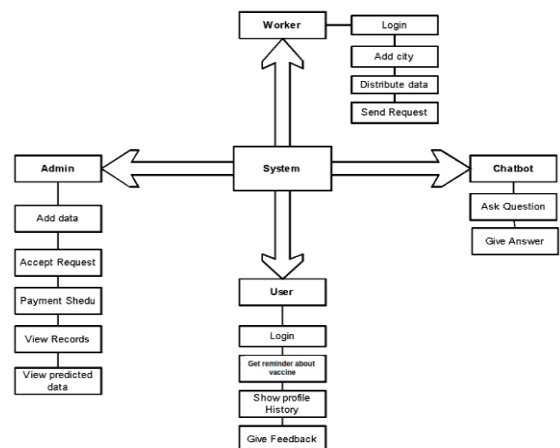 Worker
Login
Add city
Distribute data
Send Request
Admin
System
Chatbot
Add data
Accept Request
Payment Shedu
View Records
View predicted
data
Ask Question
Give Answer
User
Login
Get reminder about
vaccine
Show profile
History
Give Feedback